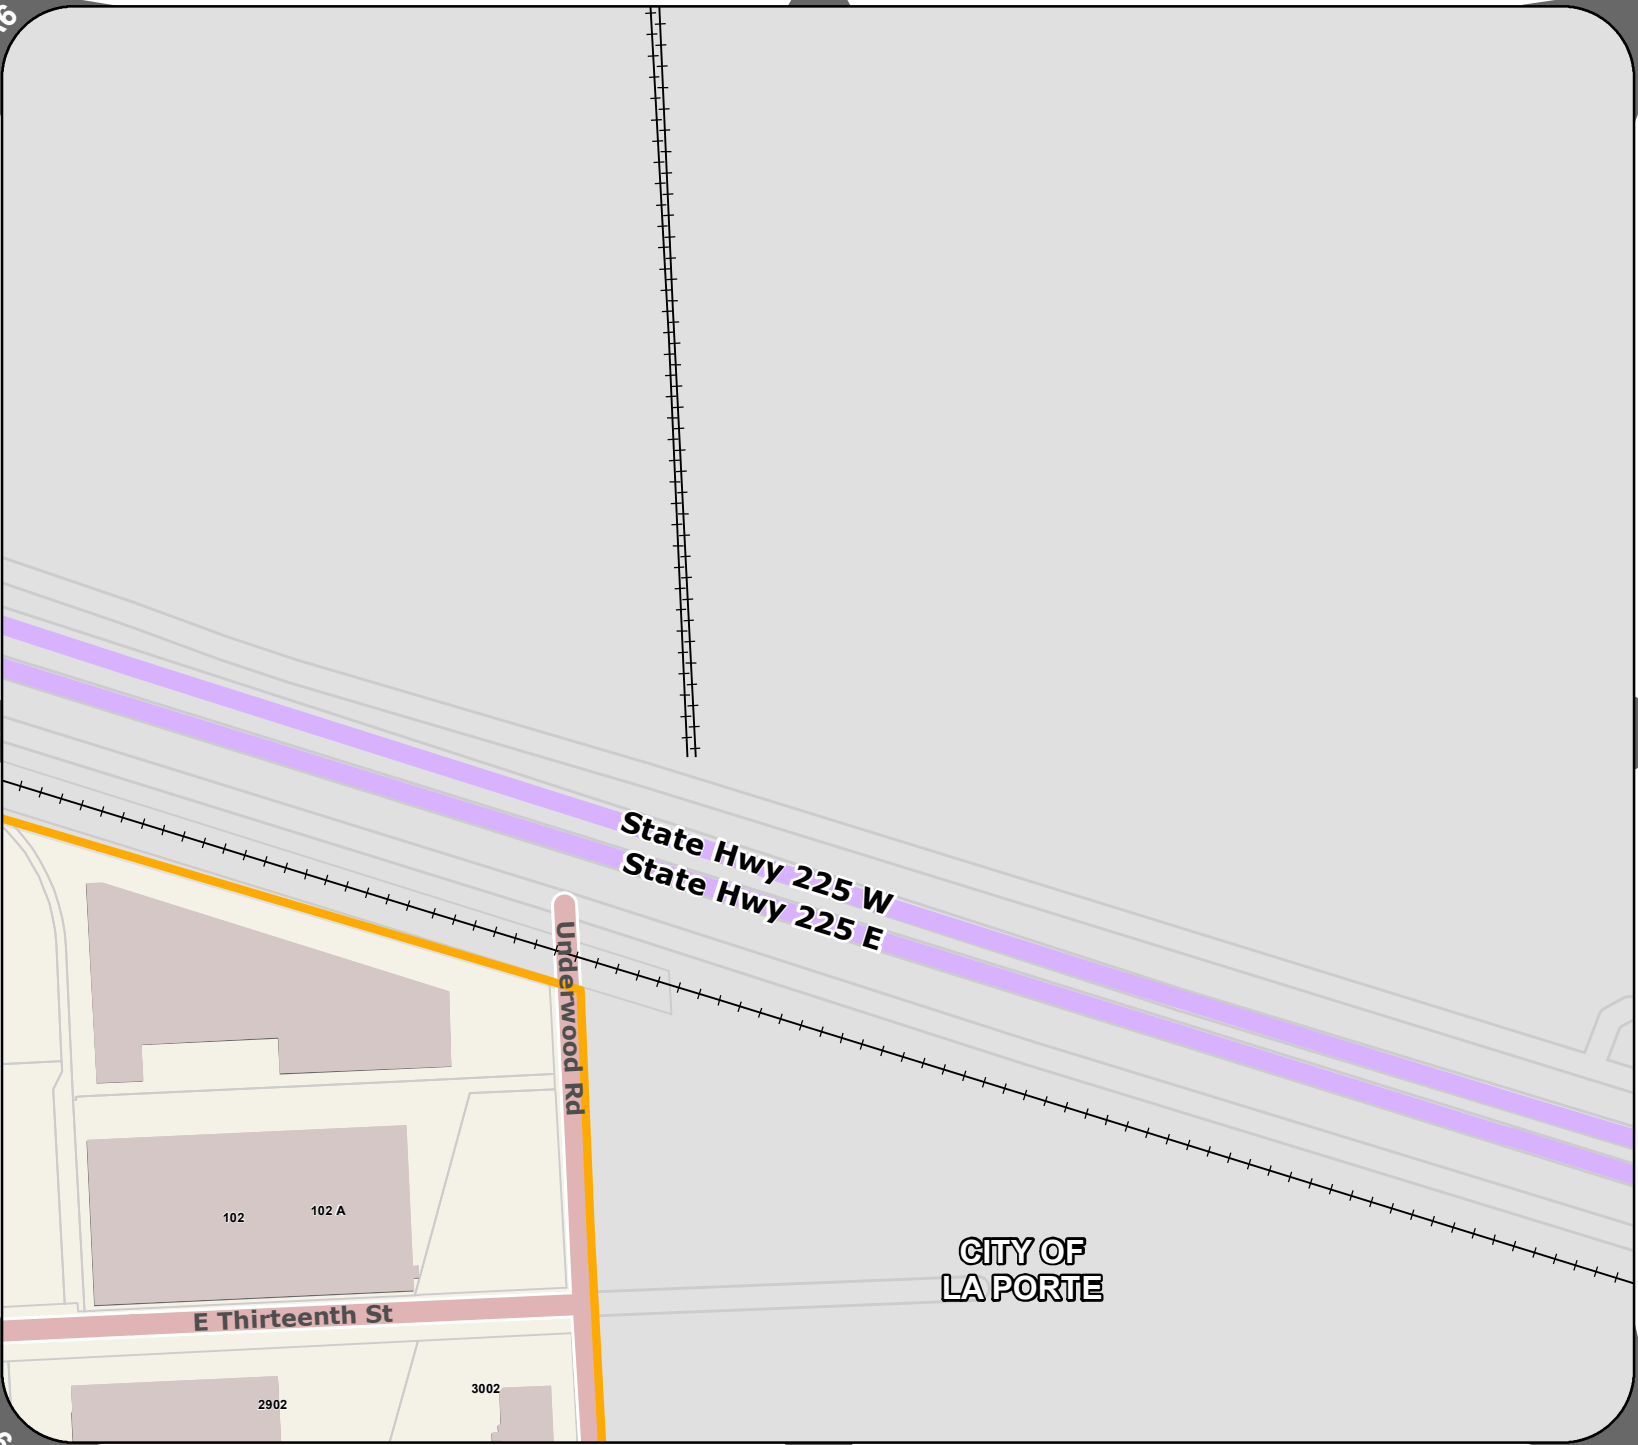 State Hwy 225 W
State Hwy 225 E
Underwood Rd
102
102 A
CITY OF
LA PORTE
E Thirteenth St
2902
3002